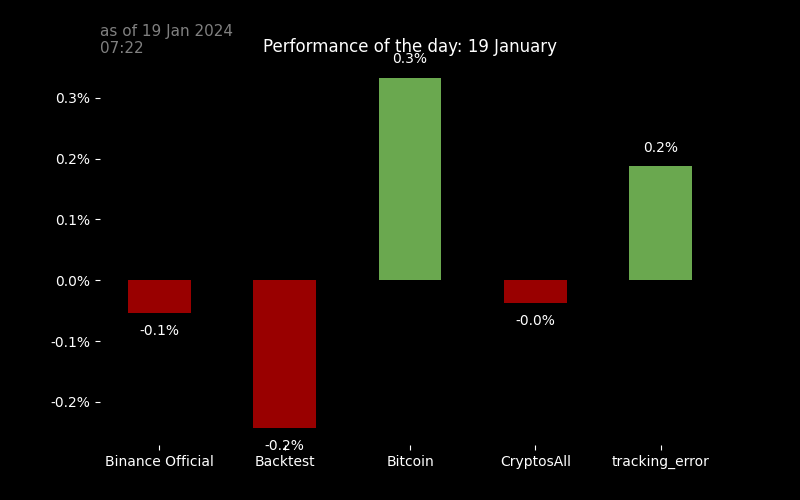 as of 19 Jan 2024
07:22
Performance of the day: 19 January
0.3%
0.3%
0.2%
0.2%
0.1%
0.0%
-0.1%
-0.0%
-0.1%
-0.2%
-0.2%
Binance Official
Backtest
Bitcoin
CryptosAll
tracking_error